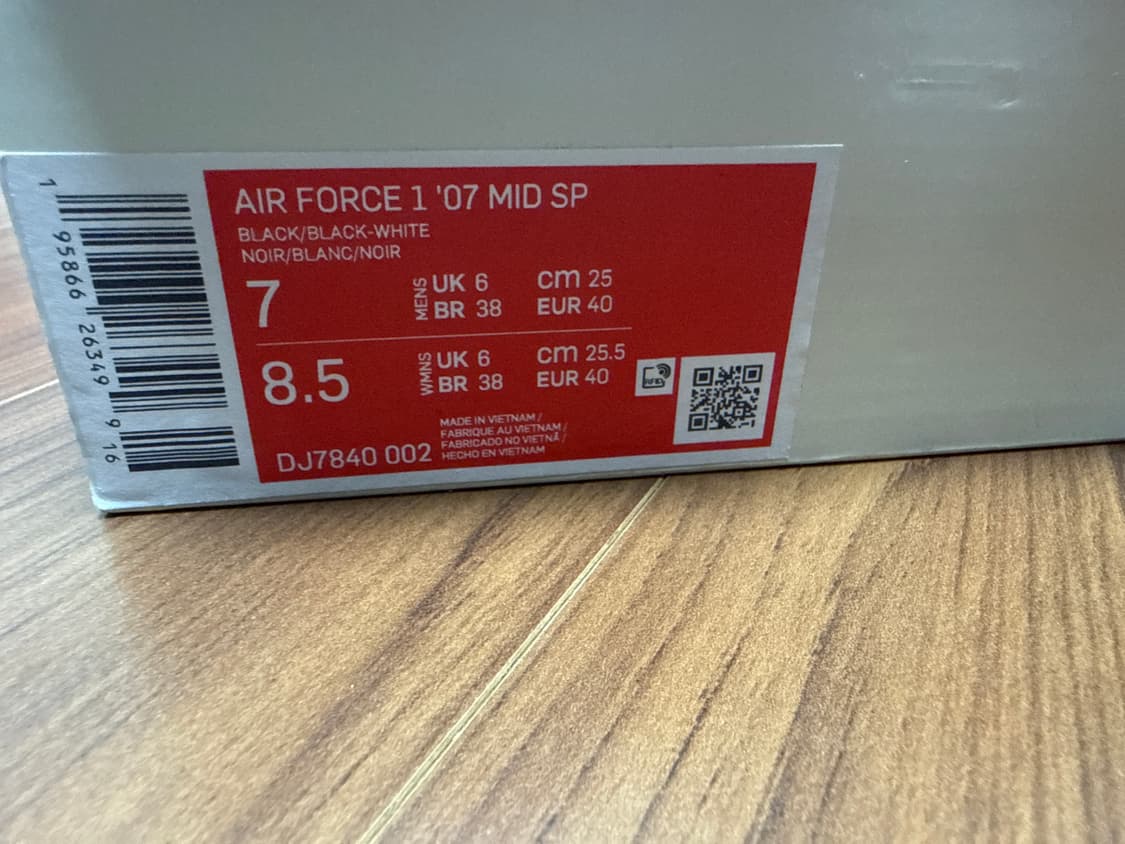 AIR FORCE 1 '07 MID SP
BLACK/BLACK-WHITE
NOIR/BLANC/NOIR
7 MENS UK 6 cm 25
BR 38 EUR 40
8.5 WMNS UK 6 cm 25.5
BR 38 EUR 40
RFID
MADE IN VIETNAM /
FABRIQUE AU VIETNAM /
FABRICADO NO VIETNÃ /
HECHO EN VIETNAM
DJ7840 002
1 95866 26349 9 16